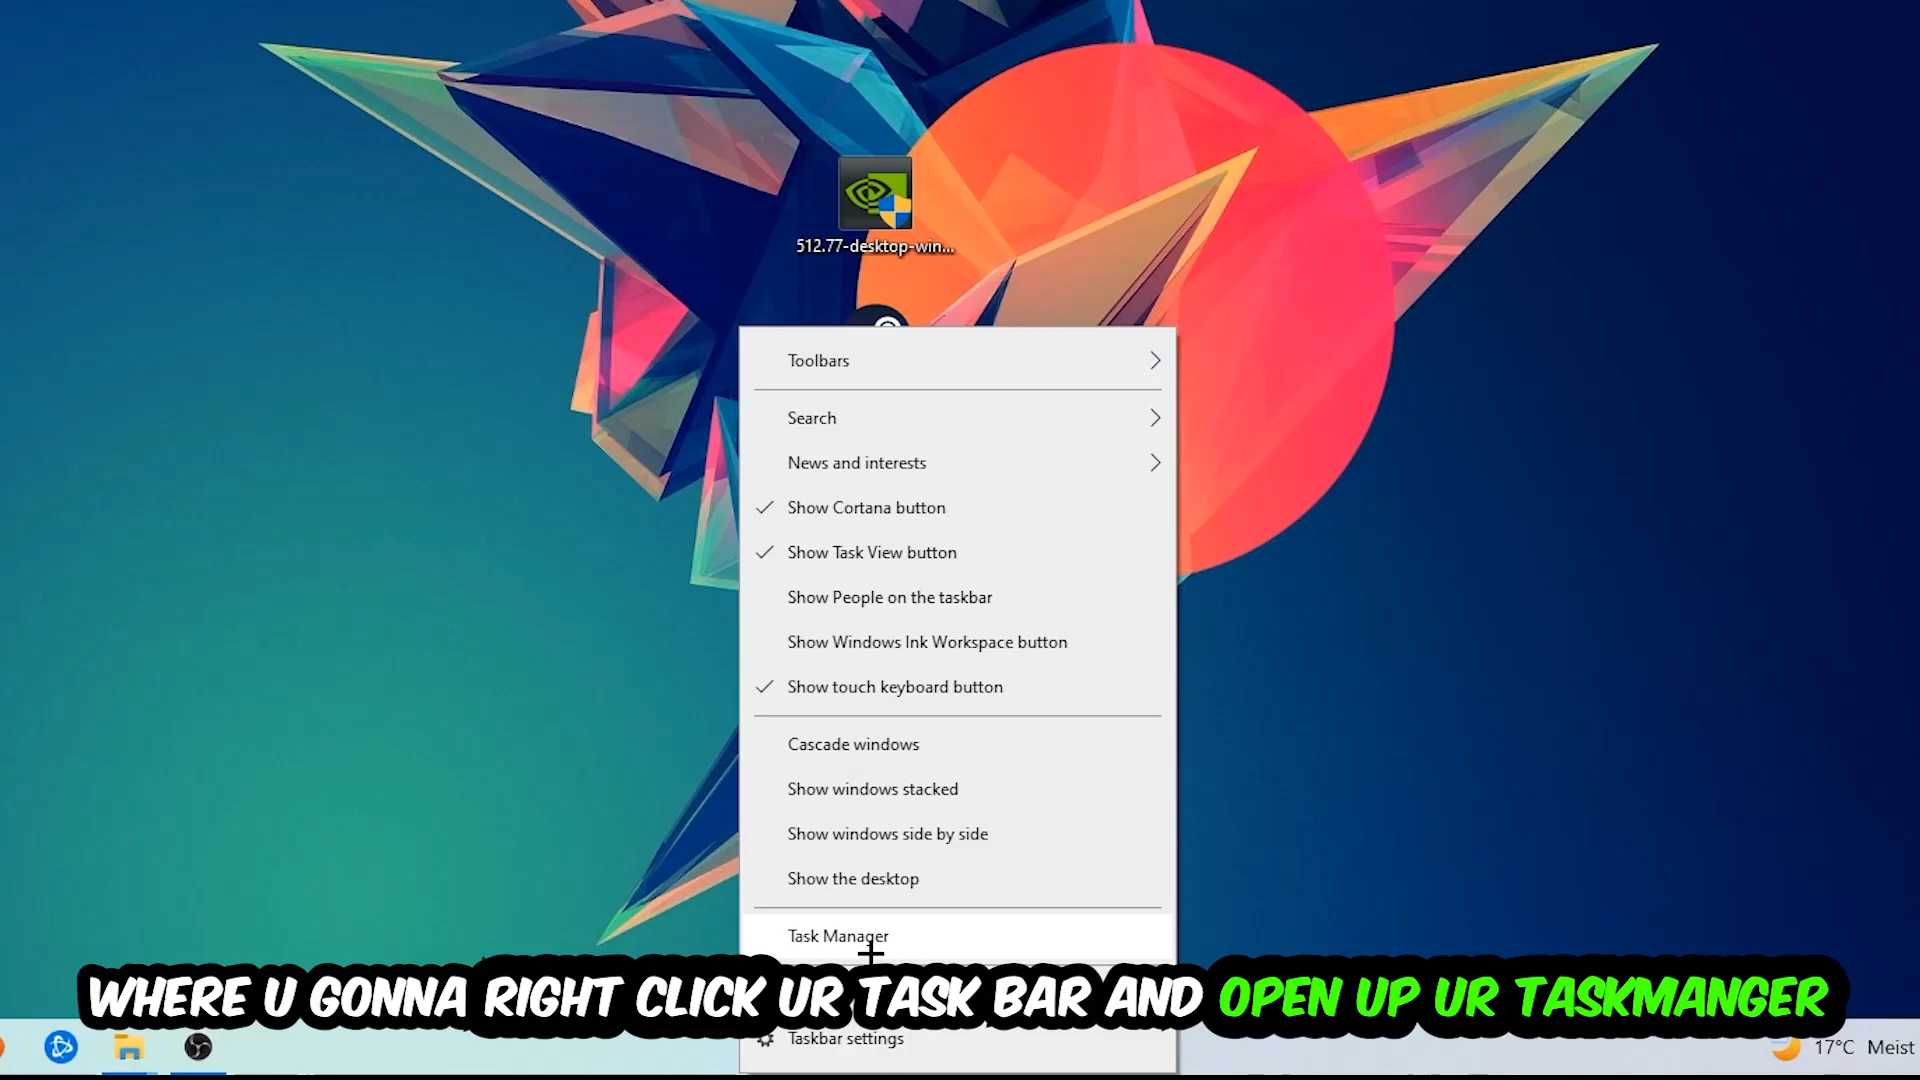 512.77-desktop-win...
Toolbars
Search
News and interests
Show Cortana button
Show Task View button
Show People on the taskbar
Show Windows Ink Workspace button
Show touch keyboard button
Cascade windows
Show windows stacked
Show windows side by side
Show the desktop
Task Manager
WHERE U GONNA RIGHT CLICK UR TASK BAR AND OPEN UP UR TASKMANGER
Taskbar settings
17°C Meist